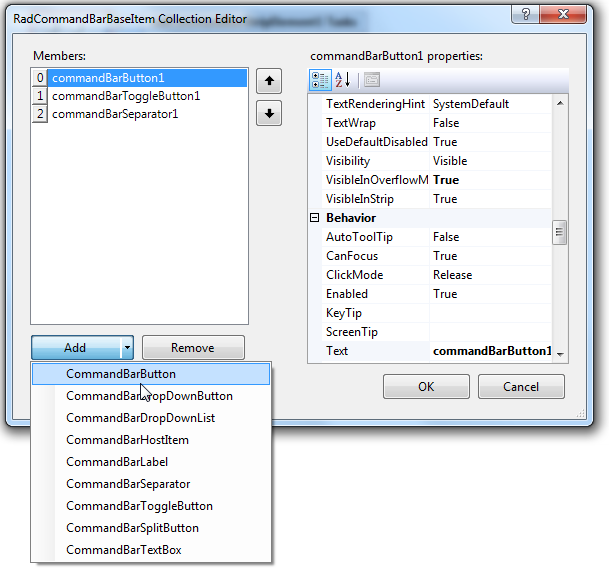 RadCommandBarBaseItem Collection Editor
Members:
commandBarButton1 properties:
0 commandBarButton1
1 commandBarToggleButton1
2 commandBarSeparator1
TextRenderingHint SystemDefault
TextWrap False
UseDefaultDisabled True
Visibility Visible
VisibleInOverflowM True
VisibleInStrip True
Behavior
AutoToolTip False
CanFocus True
ClickMode Release
Enabled True
KeyTip
ScreenTip
Text commandBarButton1
Add
Remove
OK
Cancel
CommandBarButton
CommandBarDropDownButton
CommandBarDropDownList
CommandBarHostItem
CommandBarLabel
CommandBarSeparator
CommandBarToggleButton
CommandBarSplitButton
CommandBarTextBox